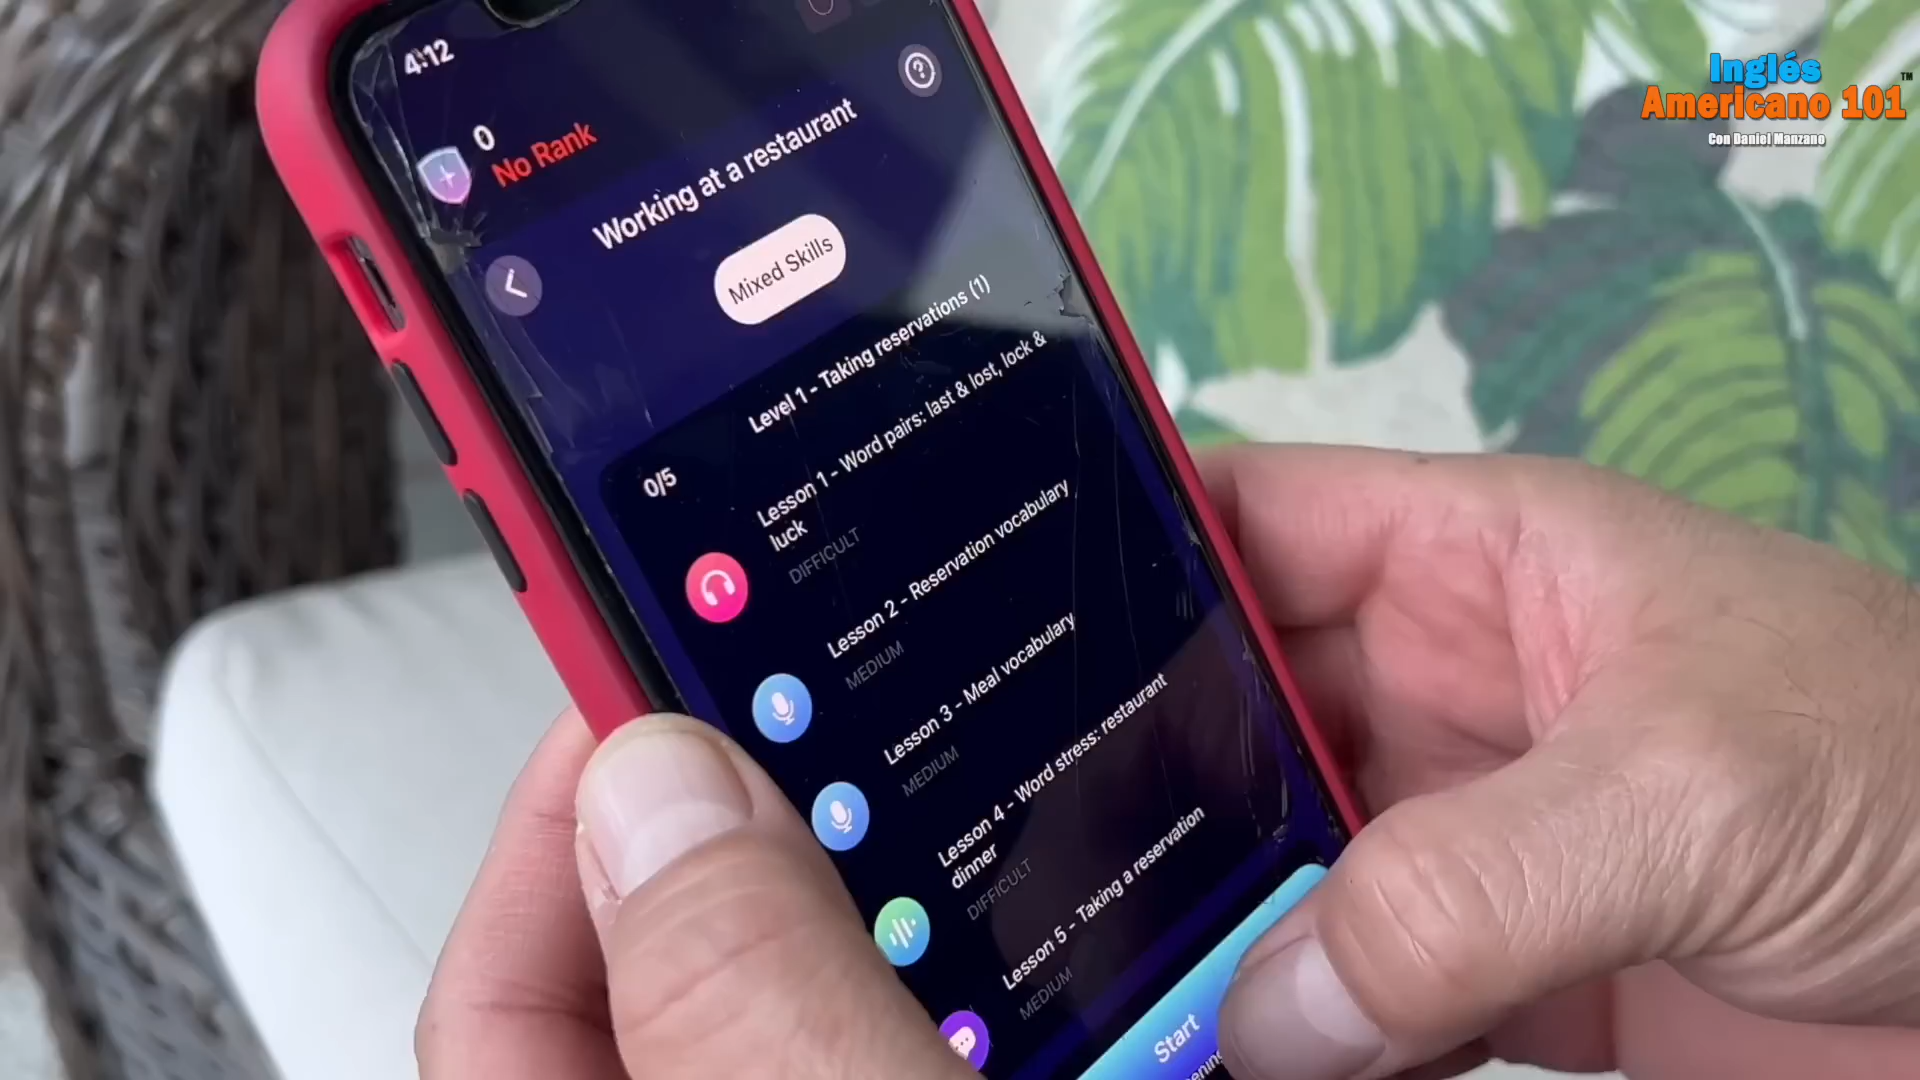 Inglés
Americano 101
TM
Con Daniel Manzano
4:12
0
No Rank
Working at a restaurant
Mixed Skills
Level 1 - Taking reservations (1)
0/5
Lesson 1 - Word pairs: last & lost, lock &
luck
DIFFICULT
Lesson 2 - Reservation vocabulary
MEDIUM
Lesson 3 - Meal vocabulary
MEDIUM
Lesson 4 - Word stress: restaurant
dinner
DIFFICULT
Lesson 5 - Taking a reservation
MEDIUM
Start